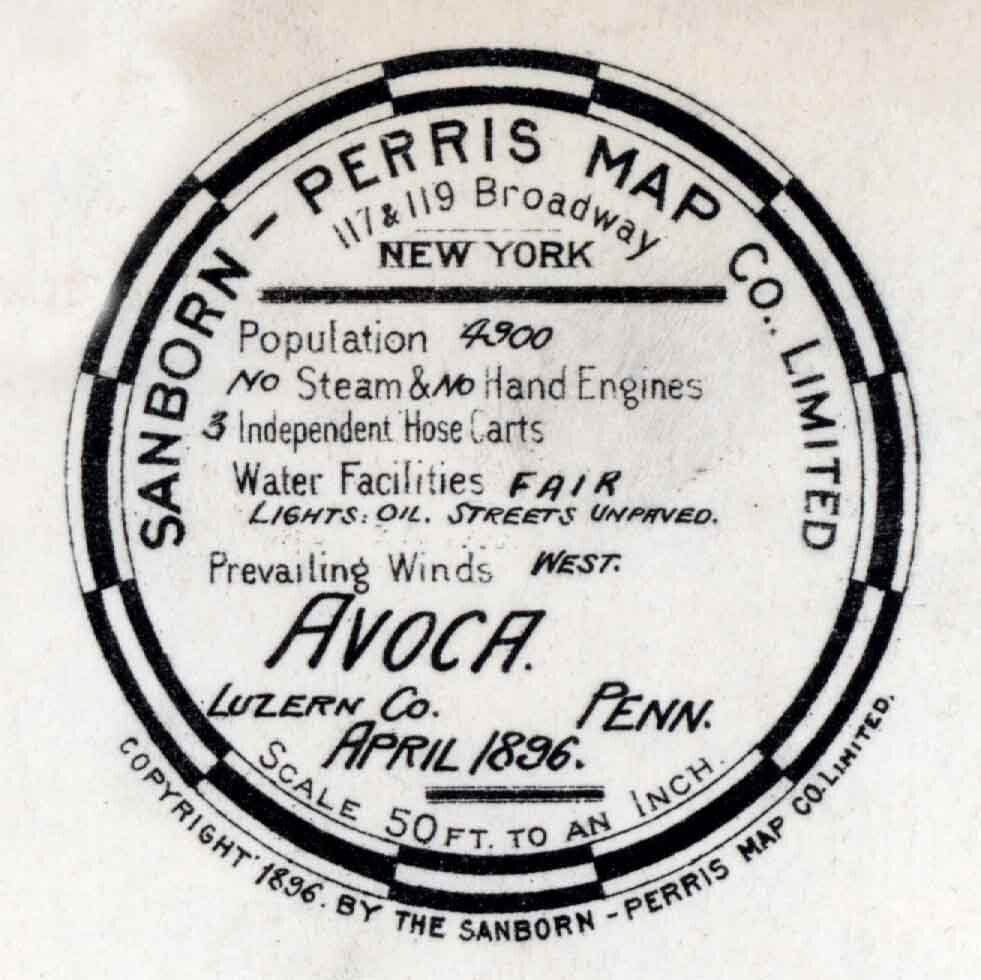 SANBORN - PERRIS MAP CO., LIMITED
117 & 119 Broadway
NEW YORK
Population 4900
No Steam & No Hand Engines
3 Independent Hose Carts
Water Facilities FAIR
LIGHTS: OIL. STREETS UNPAVED.
Prevailing Winds WEST.
AVOCA.
LUZERN Co. PENN.
APRIL 1896.
SCALE 50 FT. TO AN INCH.
COPYRIGHT 1896. BY THE SANBORN - PERRIS MAP CO. LIMITED.